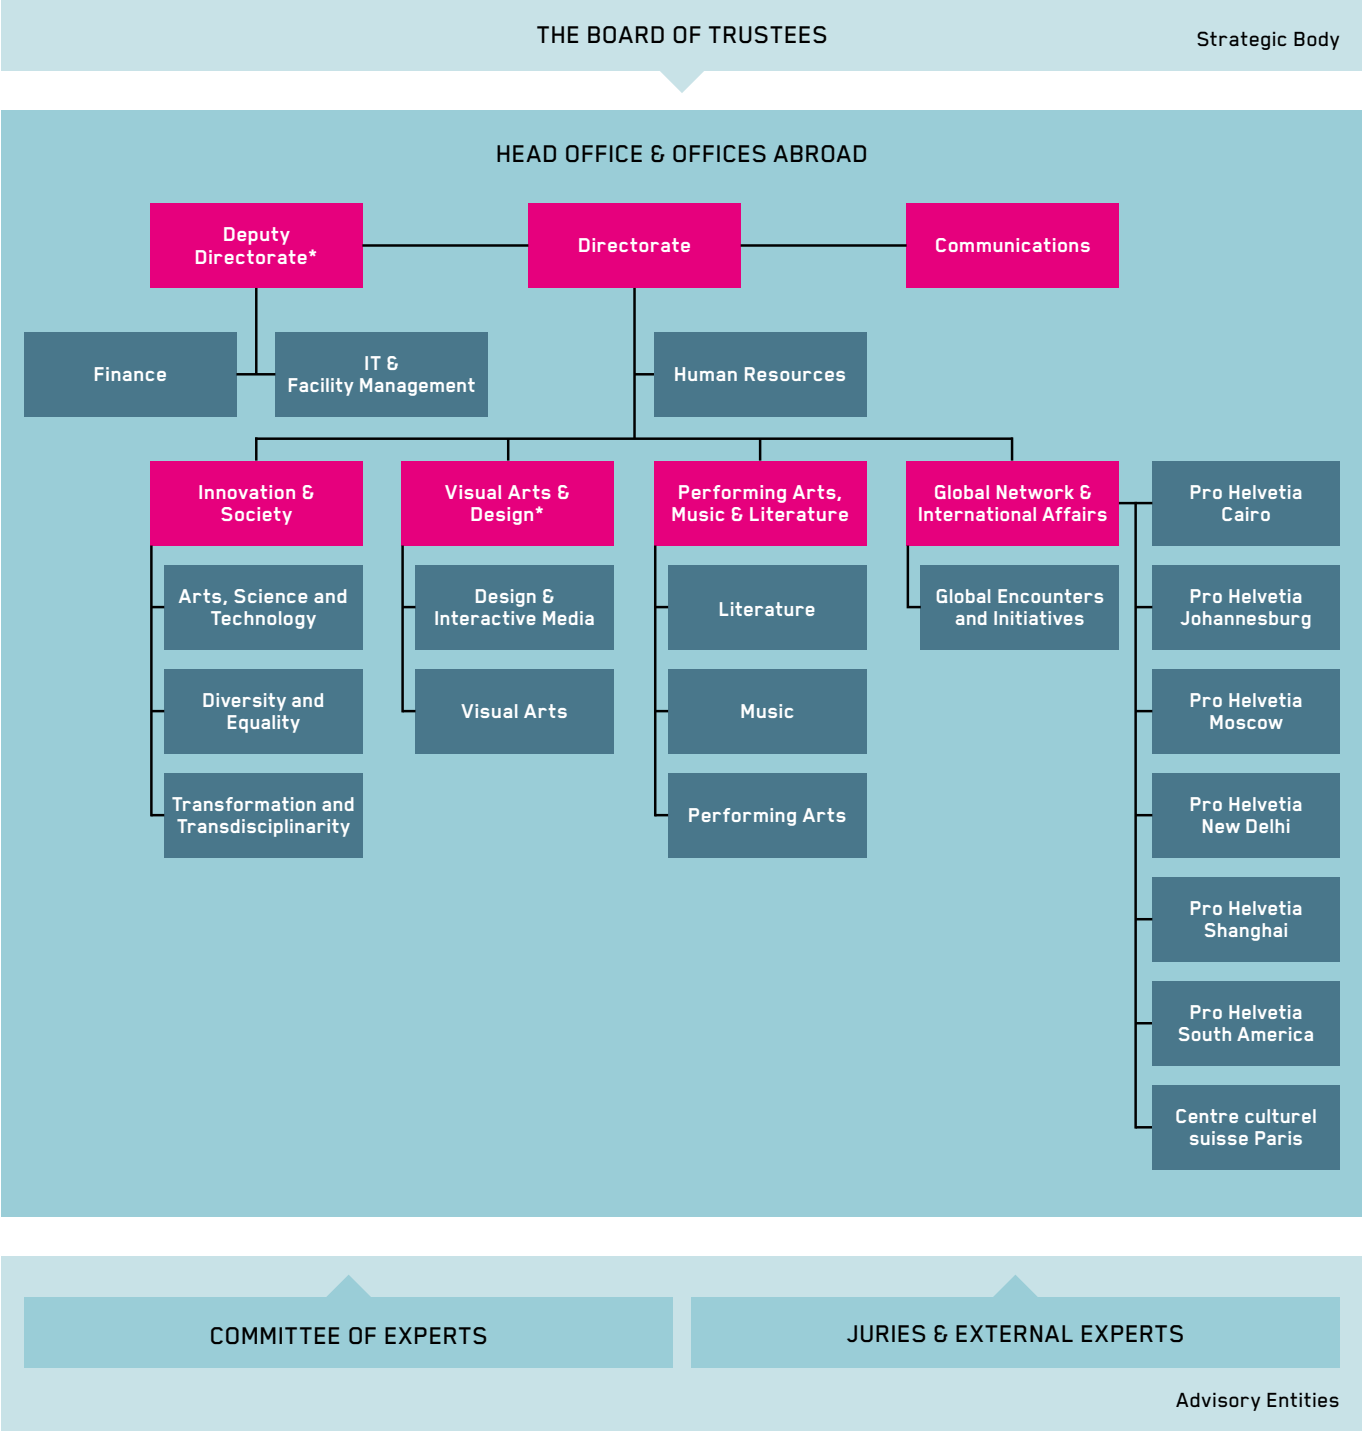 THE BOARD OF TRUSTEES
Strategic Body
HEAD OFFICE & OFFICES ABROAD
Deputy
Directorate*
Directorate
Communications
Finance
IT &
Facility Management
Human Resources
Innovation &
Society
Arts, Science and
Technology
Diversity and
Equality
Transformation and
Transdisciplinarity
Visual Arts &
Design*
Design &
Interactive Media
Visual Arts
Performing Arts,
Music & Literature
Literature
Music
Performing Arts
Global Network &
International Affairs
Global Encounters
and Initiatives
Pro Helvetia
Cairo
Pro Helvetia
Johannesburg
Pro Helvetia
Moscow
Pro Helvetia
New Delhi
Pro Helvetia
Shanghai
Pro Helvetia
South America
Centre culturel
suisse Paris
COMMITTEE OF EXPERTS
JURIES & EXTERNAL EXPERTS
Advisory Entities